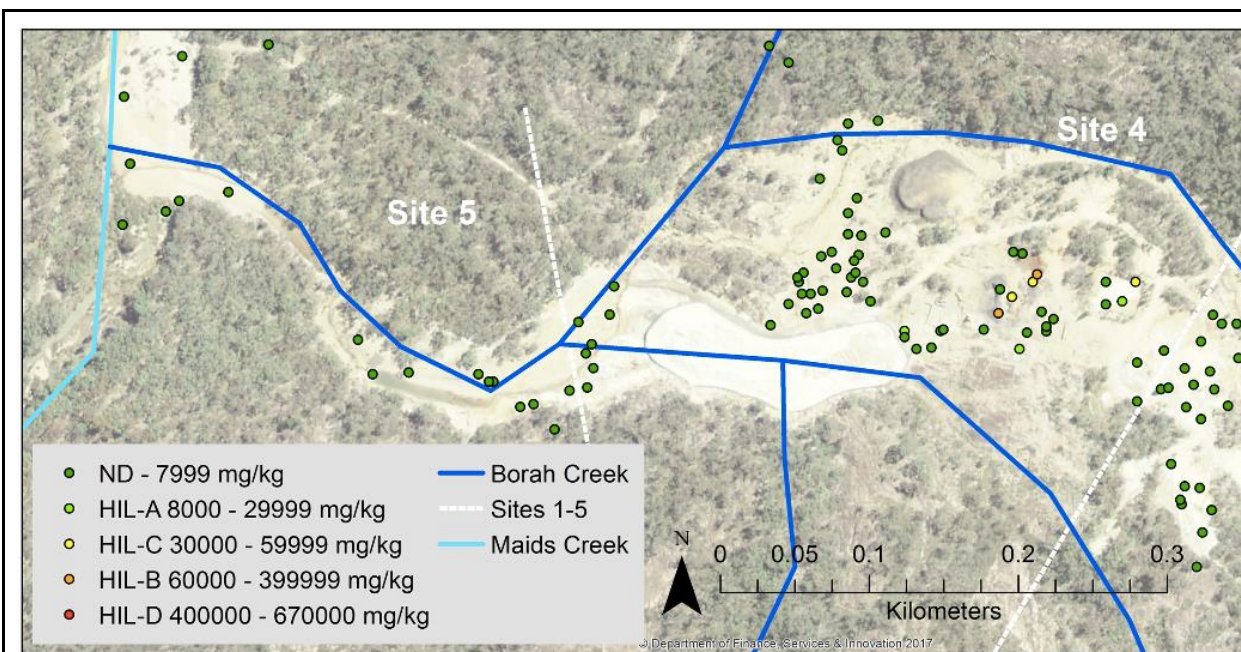 Site 4
Site 5
ND - 7999 mg/kg
HIL-A 8000 - 29999 mg/kg
HIL-C 30000 - 59999 mg/kg
HIL-B 60000 - 399999 mg/kg
HIL-D 400000 - 670000 mg/kg
Borah Creek
Sites 1-5
Maids Creek
N
0 0.05 0.1 0.2 0.3
Kilometers
© Department of Finance, Services & Innovation 2017